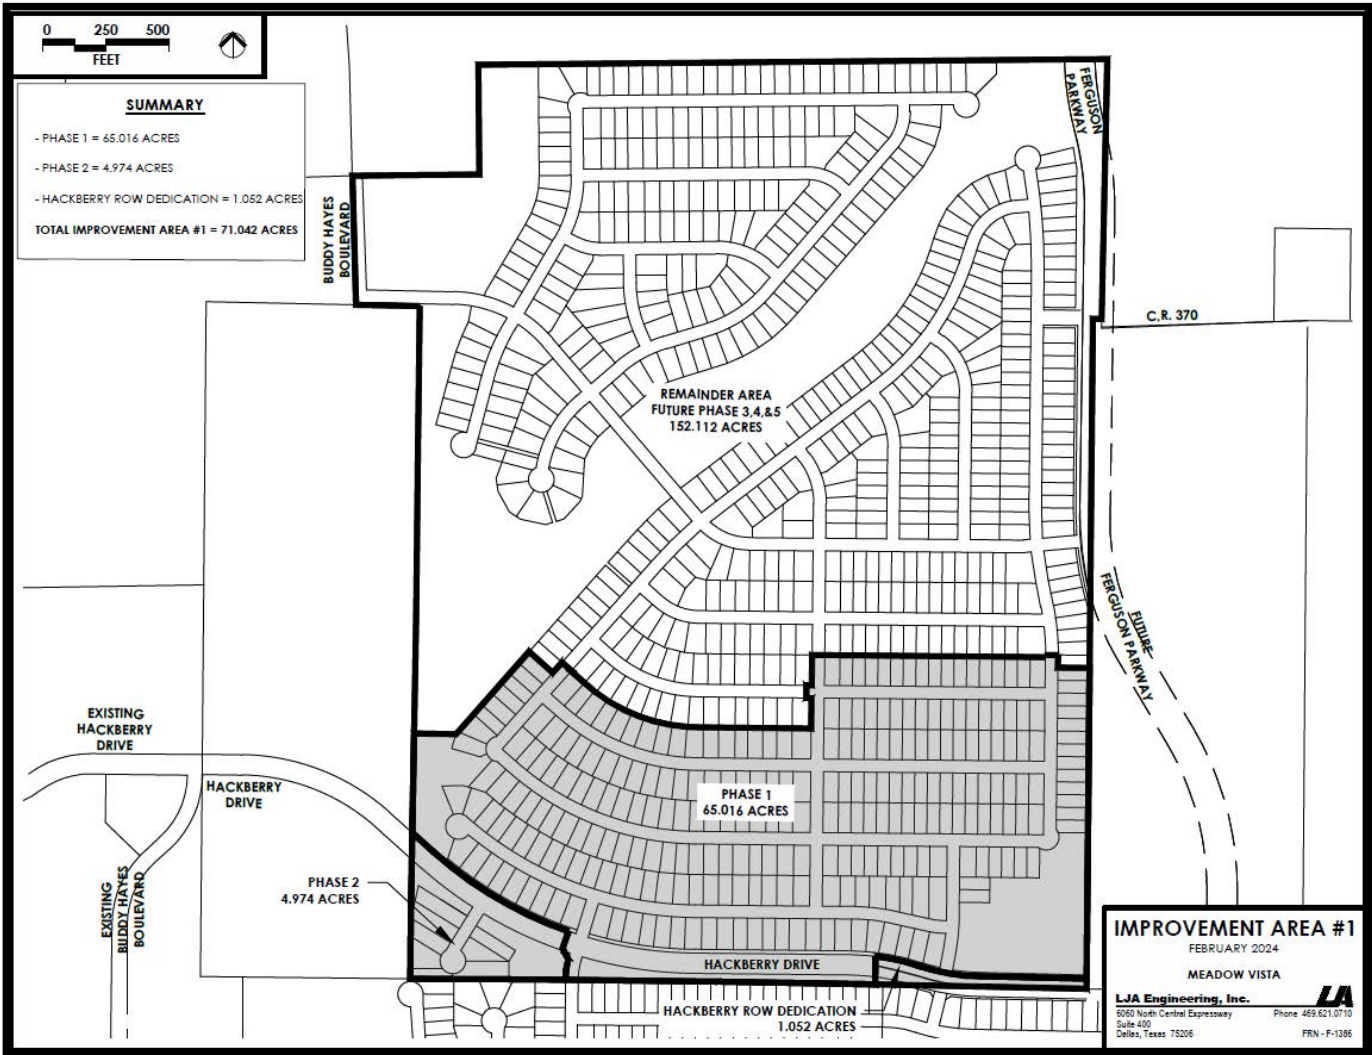 0 250 500
FEET
SUMMARY
- PHASE 1 = 65.016 ACRES
- PHASE 2 = 4.974 ACRES
- HACKBERRY ROW DEDICATION = 1.052 ACRES
TOTAL IMPROVEMENT AREA #1 = 71.042 ACRES
FERGUSON
PARKWAY
BUDDY HAYES
BOULEVARD
C.R. 370
REMAINDER AREA
FUTURE PHASE 3,4,&5
152.112 ACRES
FUTURE
FERGUSON PARKWAY
EXISTING
HACKBERRY
DRIVE
HACKBERRY
DRIVE
PHASE 1
65.016 ACRES
PHASE 2
4.974 ACRES
EXISTING
BUDDY HAYES
BOULEVARD
HACKBERRY DRIVE
HACKBERRY ROW DEDICATION
1.052 ACRES
IMPROVEMENT AREA #1
FEBRUARY 2024
MEADOW VISTA
LJA Engineering, Inc.
6060 North Central Expressway Phone 469.621.0710
Suite 400
Dallas, Texas 75206 FRN - F-1386